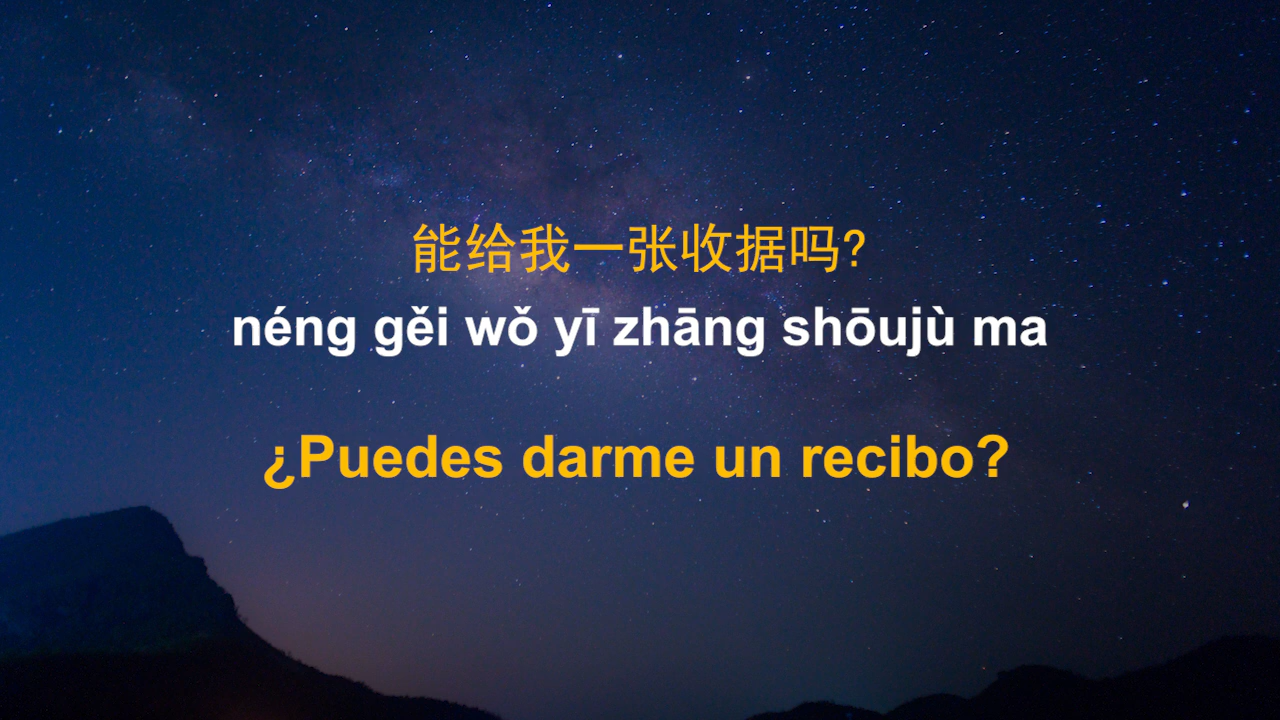 能给我一张收据吗?
néng gěi wǒ yī zhāng shōujù ma
¿Puedes darme un recibo?